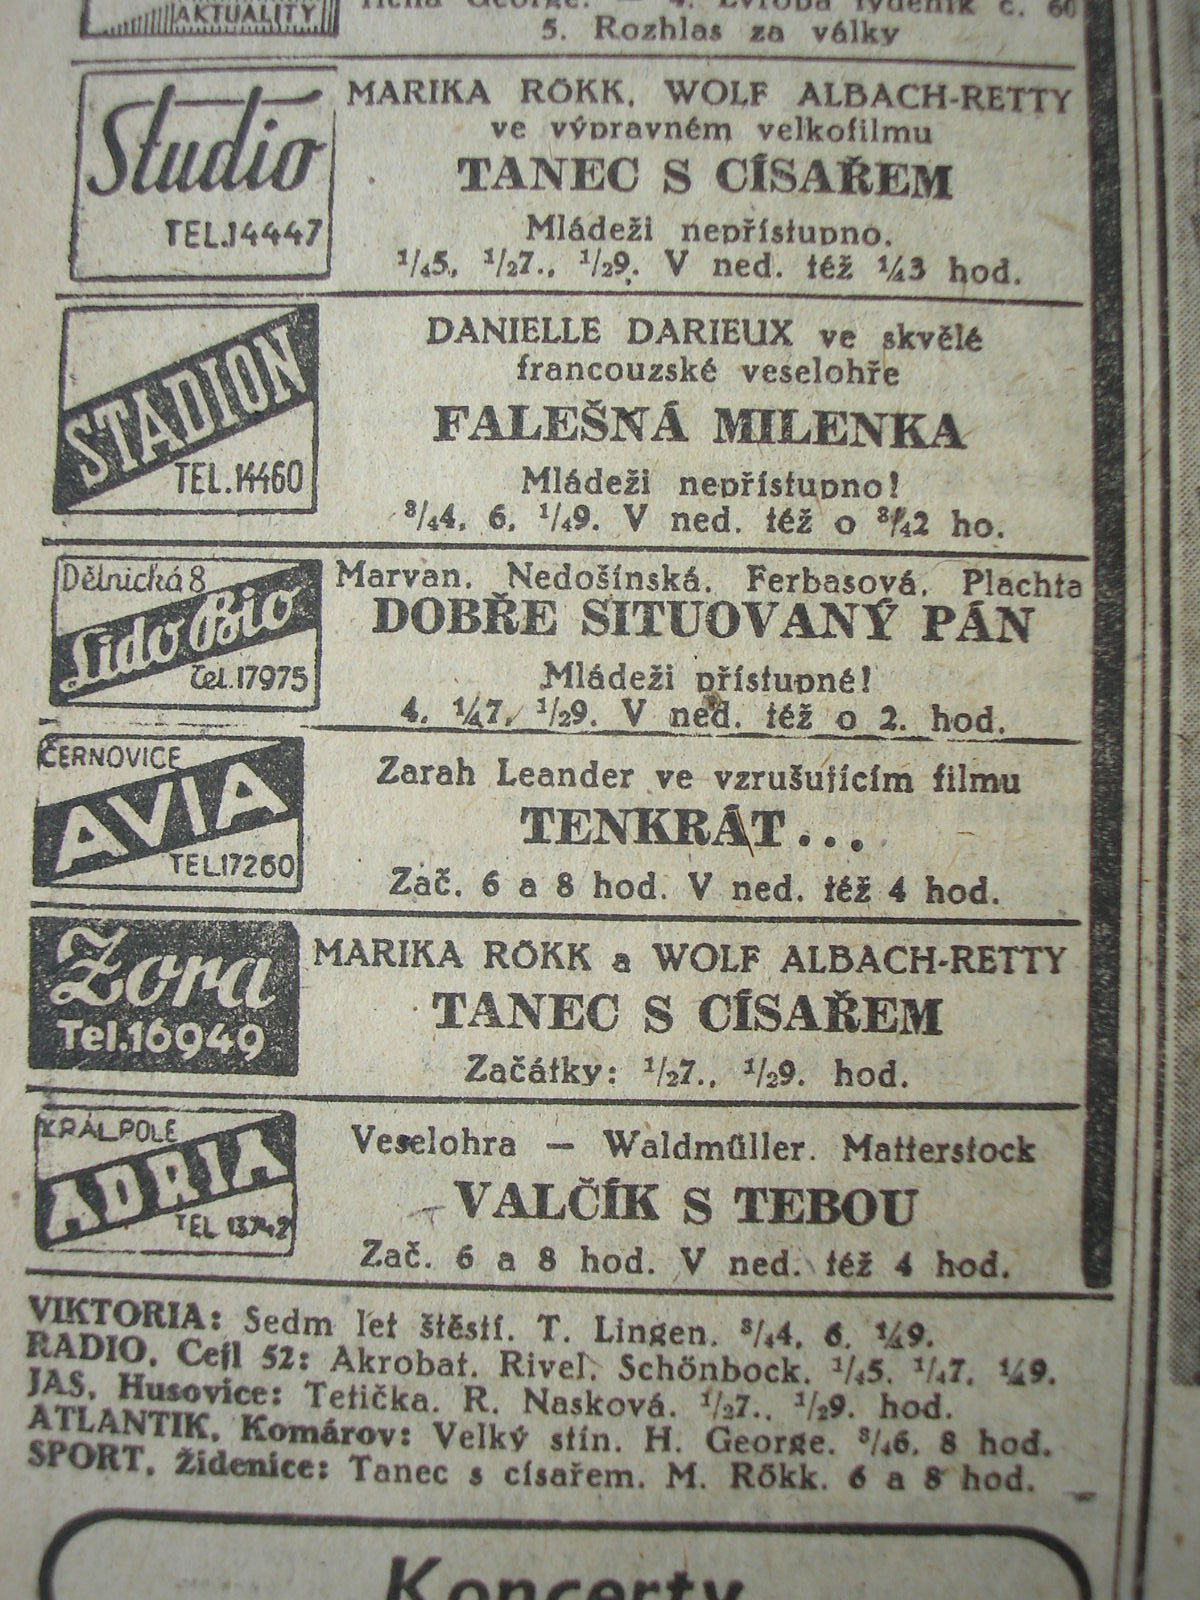 AKTUALITY
George. — 4. Evropa týdeník č. 60
5. Rozhlas za války
Studio
TEL.14447
MARIKA RÖKK, WOLF ALBACH-RETTY
ve výpravném velkofilmu
TANEC S CÍSAŘEM
Mládeži nepřístupno.
1/45, 1/27., 1/29. V ned. též 1/43 hod.
STADION
TEL.14460
DANIELLE DARIEUX ve skvělé
francouzské veselohře
FALEŠNÁ MILENKA
Mládeži nepřístupno!
3/44, 6, 1/49. V ned. též o 3/42 ho.
Dělnická 8
Lido Bio
tel.17975
Marvan, Nedošínská, Ferbasová, Plachta
DOBŘE SITUOVANÝ PÁN
Mládeži přístupné!
4, 1/47, 1/29. V ned. též o 2. hod.
ČERNOVICE
AVIA
TEL.17260
Zarah Leander ve vzrušujícím filmu
TENKRÁT...
Zač. 6 a 8 hod. V ned. též 4 hod.
Zora
Tel.16949
MARIKA RÖKK a WOLF ALBACH-RETTY
TANEC S CÍSAŘEM
Začátky: 1/27., 1/29. hod.
KRÁL.POLE
ADRIA
TEL 13742
Veselohra — Waldmüller. Matterstock
VALČÍK S TEBOU
Zač. 6 a 8 hod. V ned. též 4 hod.
VIKTORIA: Sedm let štěstí. T. Lingen. 3/44, 6, 1/49.
RADIO, Cejl 52: Akrobat. Rivel. Schönbock. 1/45, 1/47, 1/49.
JAS, Husovice: Tetička. R. Nasková. 1/27., 1/29. hod.
ATLANTIK, Komárov: Velký stín. H. George. 3/46, 8 hod.
SPORT, Židenice: Tanec s císařem. M. Rökk. 6 a 8 hod.
Koncerty